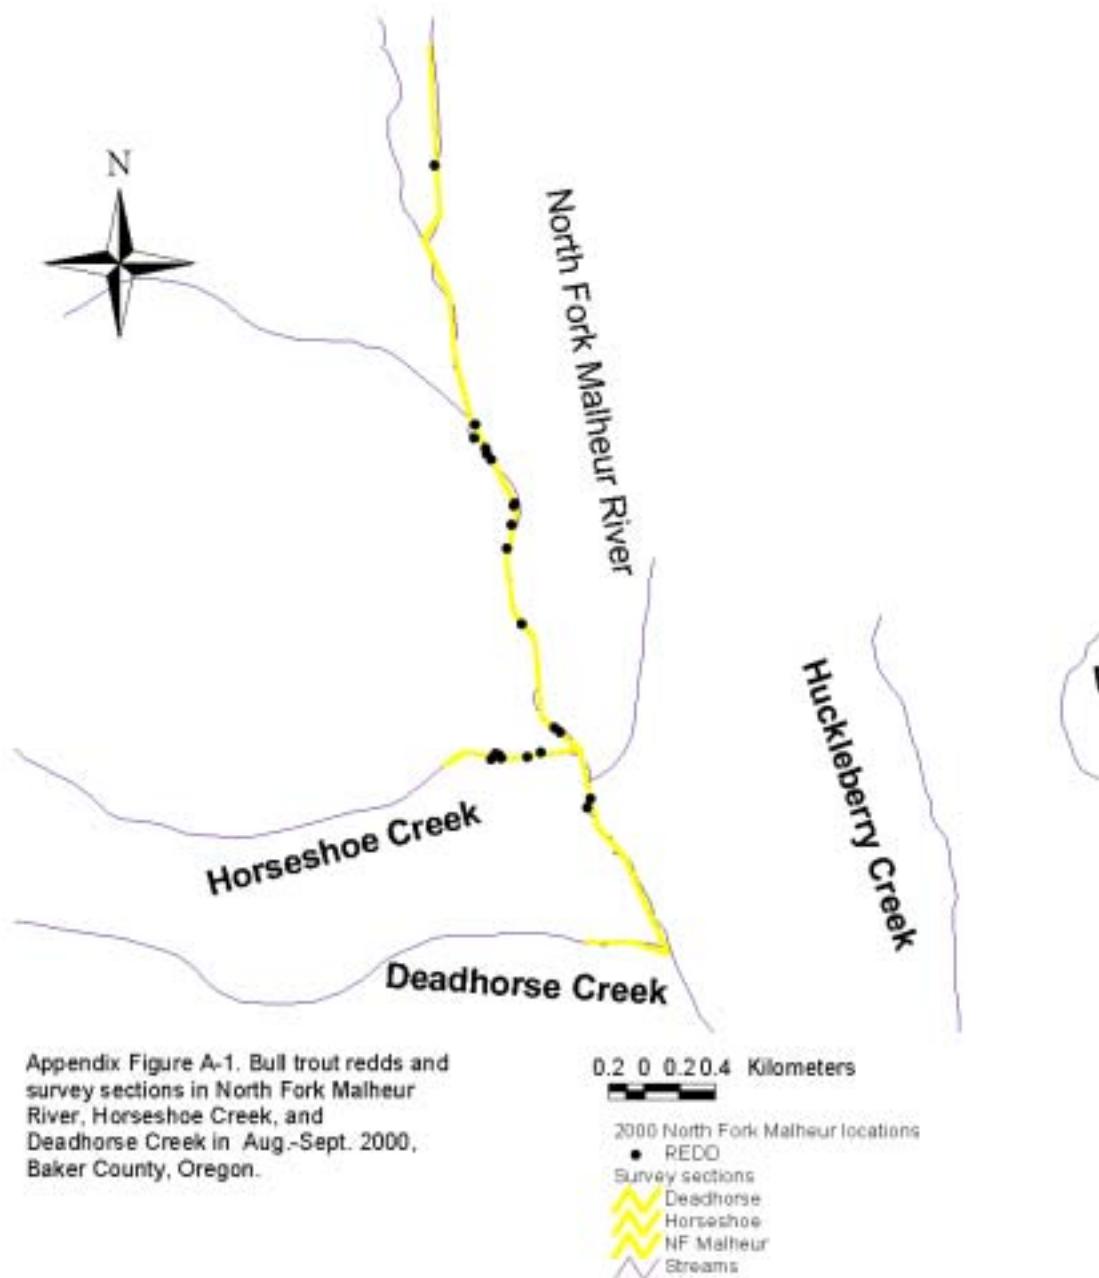 N
North Fork Malheur River
Huckleberry Creek
Horseshoe Creek
Deadhorse Creek
Appendix Figure A-1. Bull trout redds and
survey sections in North Fork Malheur
River, Horseshoe Creek, and
Deadhorse Creek in Aug.-Sept. 2000,
Baker County, Oregon.
0.2 0 0.2 0.4 Kilometers
2000 North Fork Malheur locations
REDD
Survey sections
Deadhorse
Horseshoe
NF Malheur
Streams